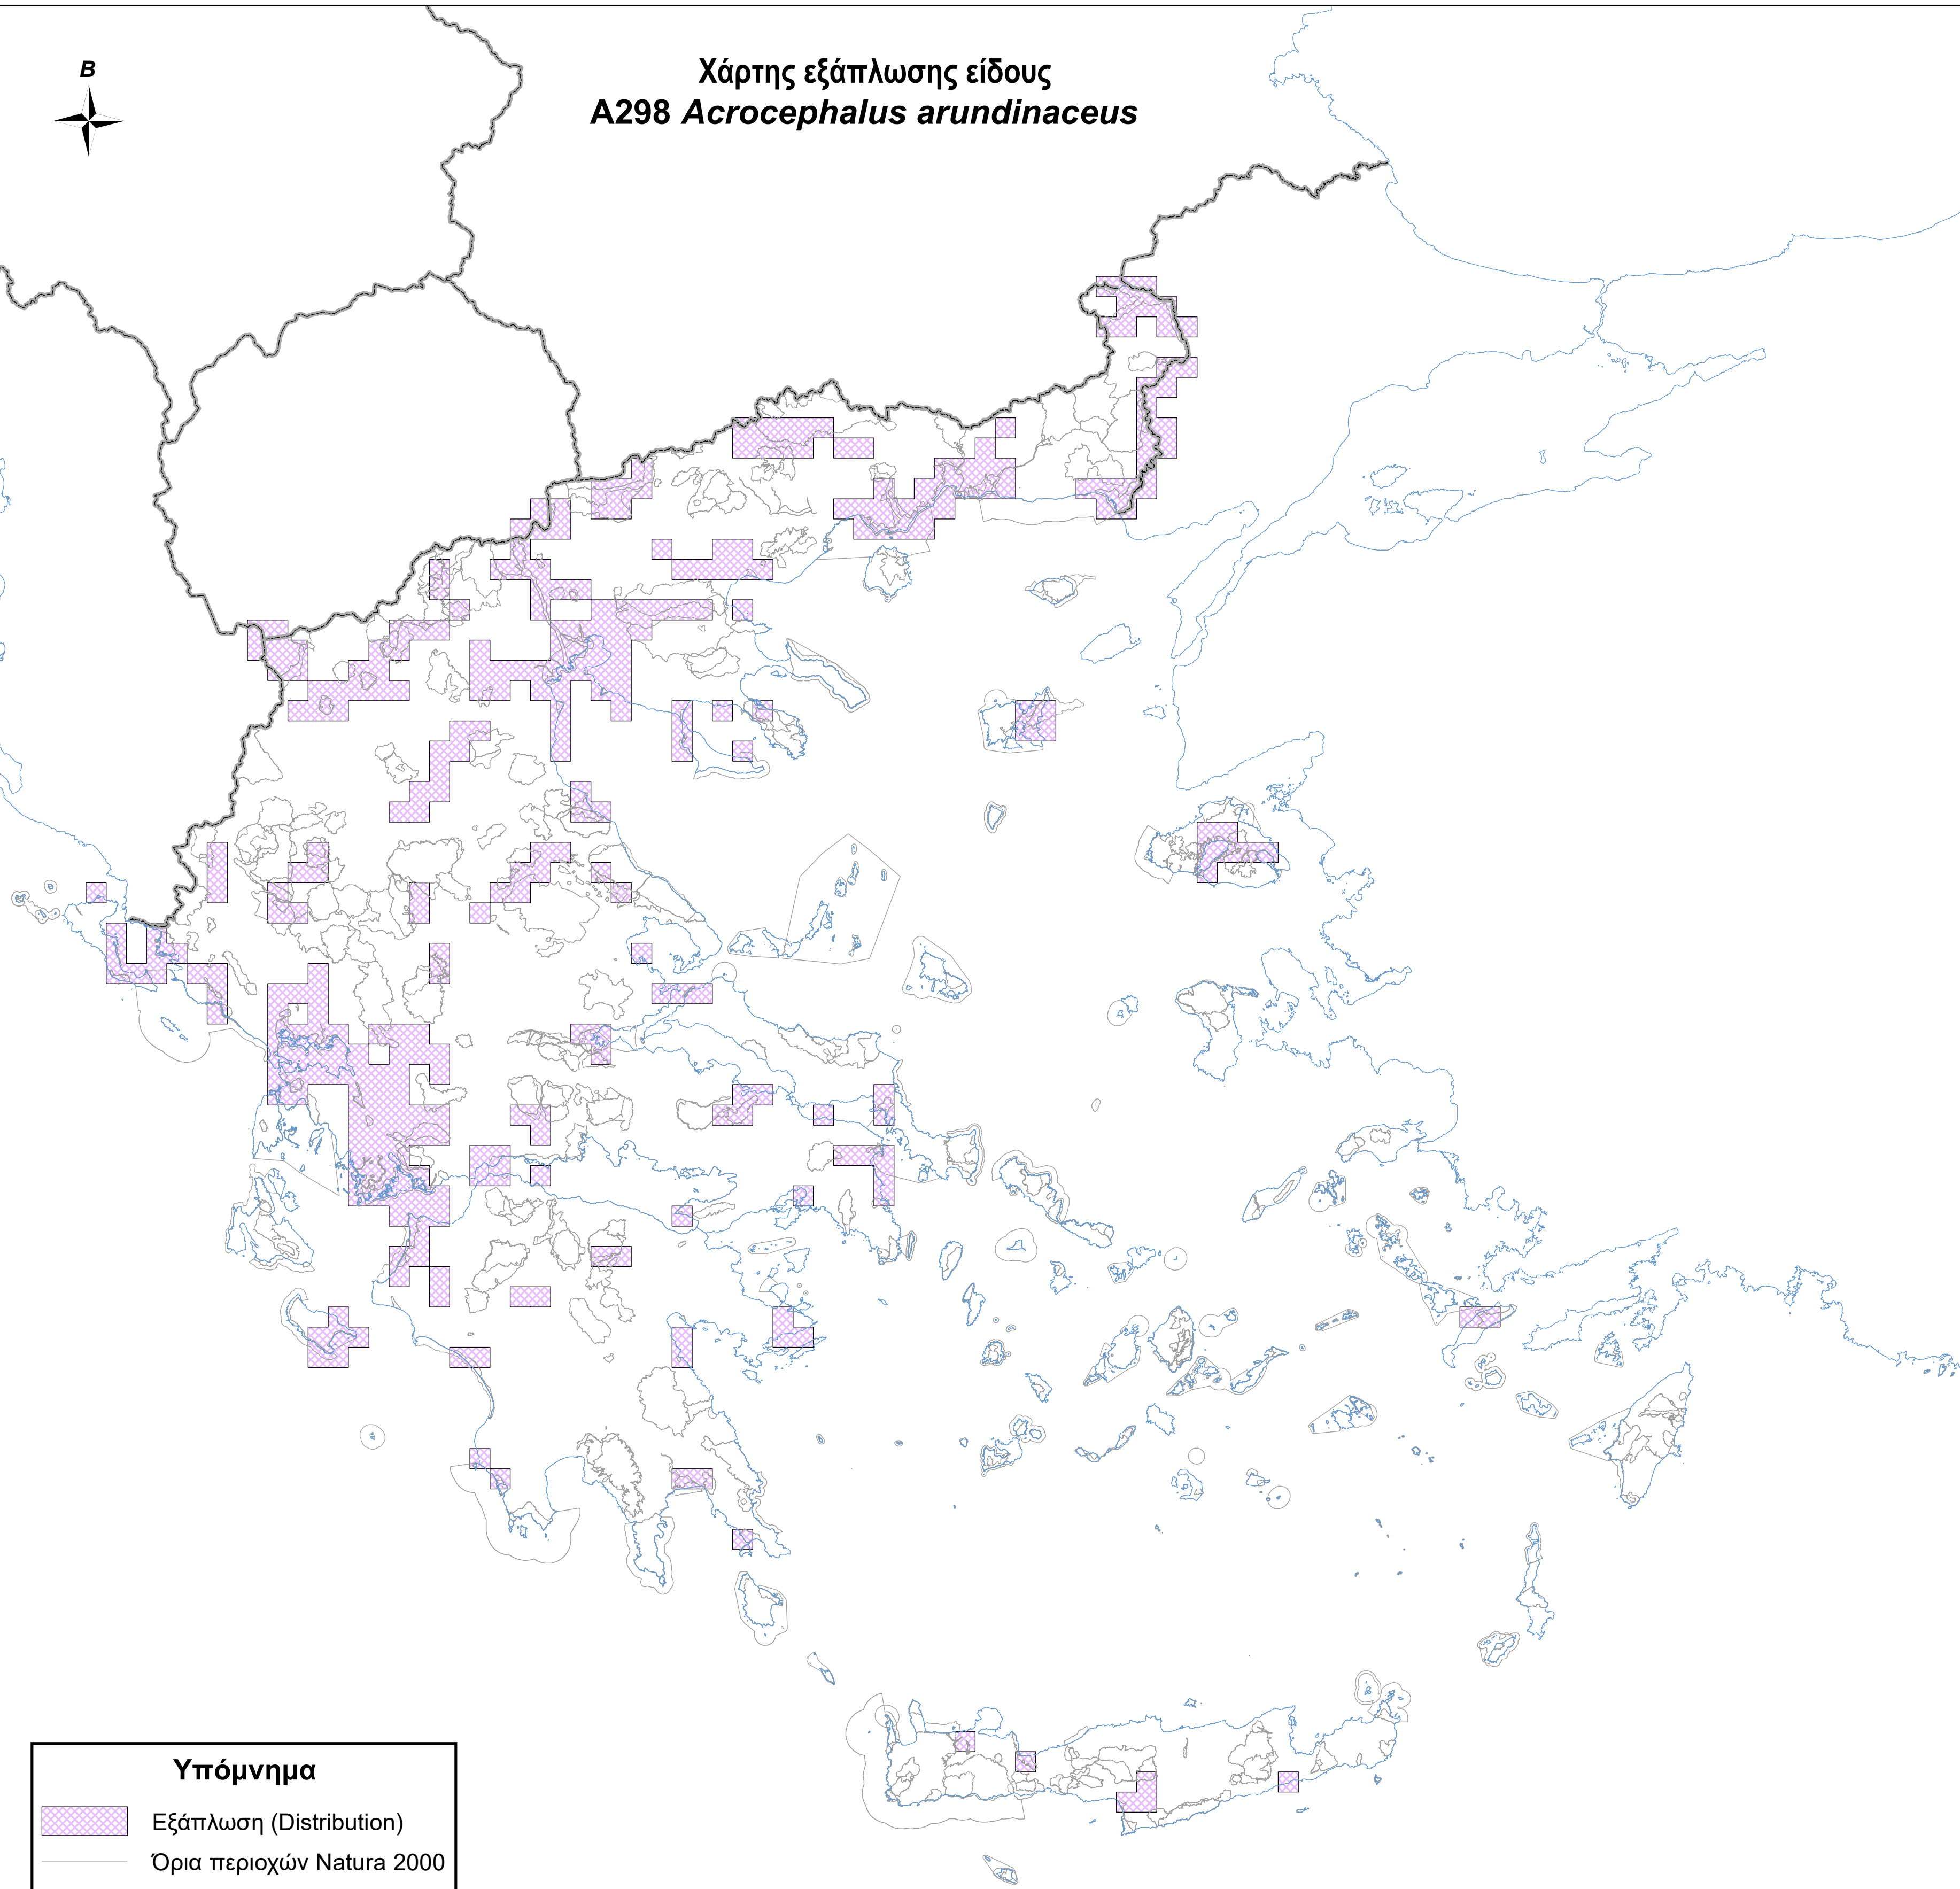 Β
Χάρτης εξάπλωσης είδους
A298 Acrocephalus arundinaceus
Υπόμνημα
Εξάπλωση (Distribution)
Όρια περιοχών Natura 2000